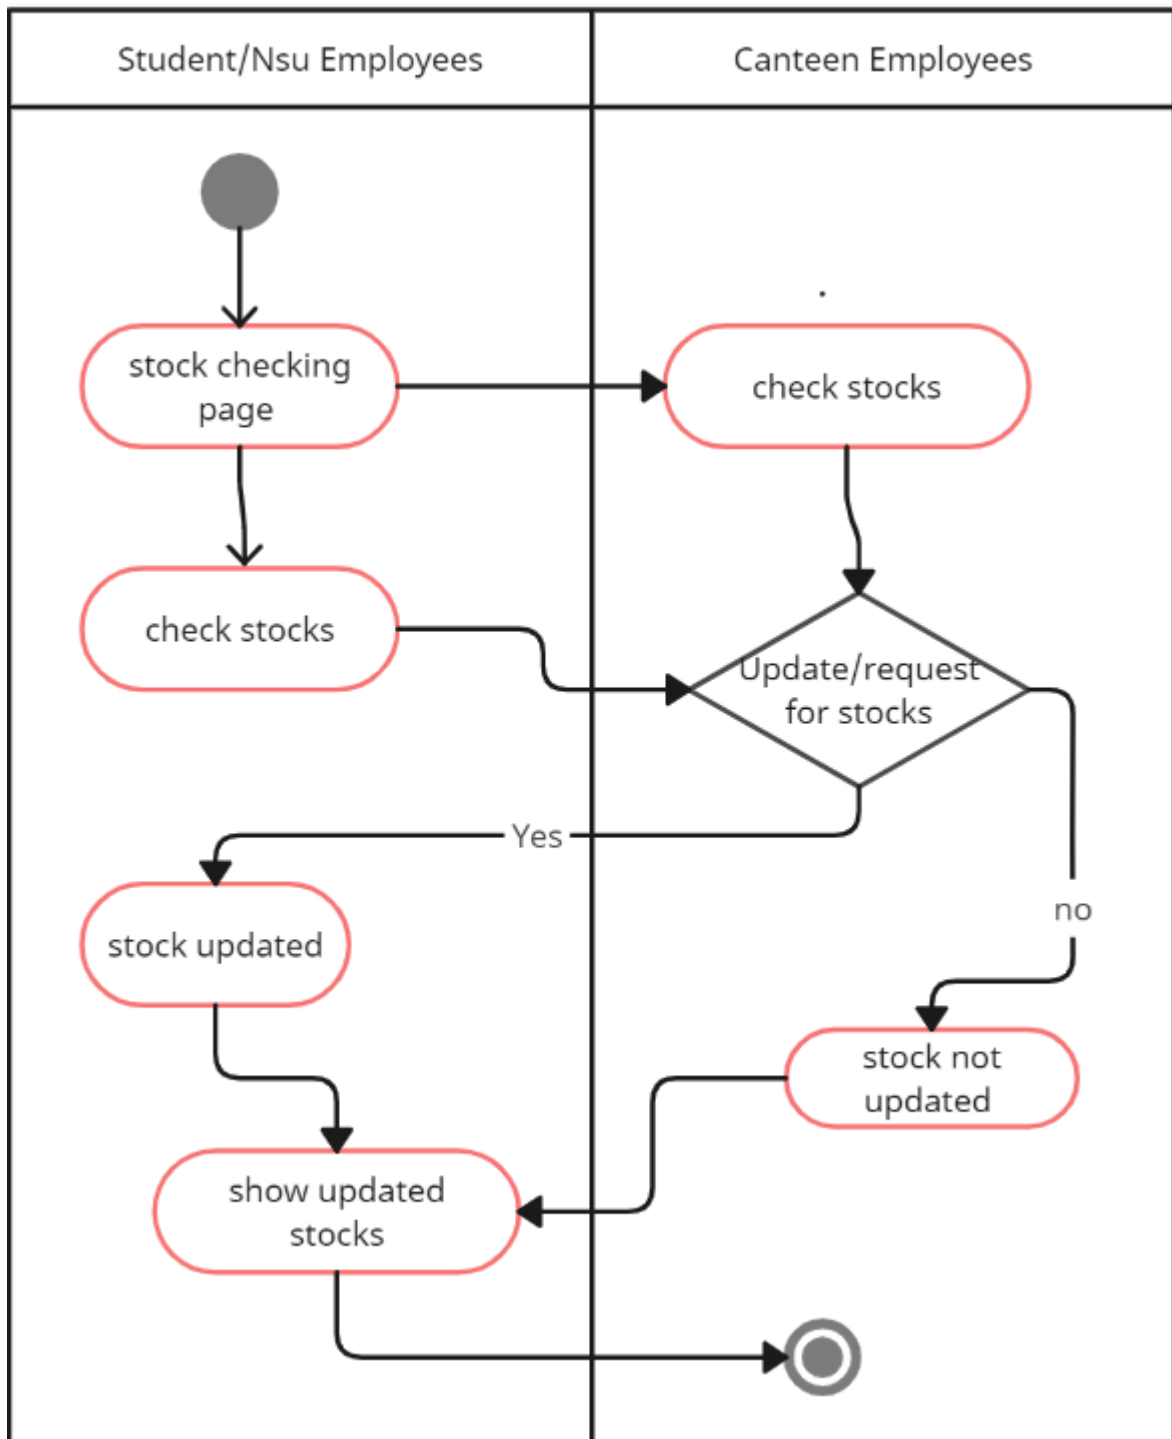 Student/Nsu Employees
Canteen Employees
stock checking
page
check stocks
check stocks
Update/request
for stocks
Yes
stock updated
no
stock not
updated
show updated
stocks